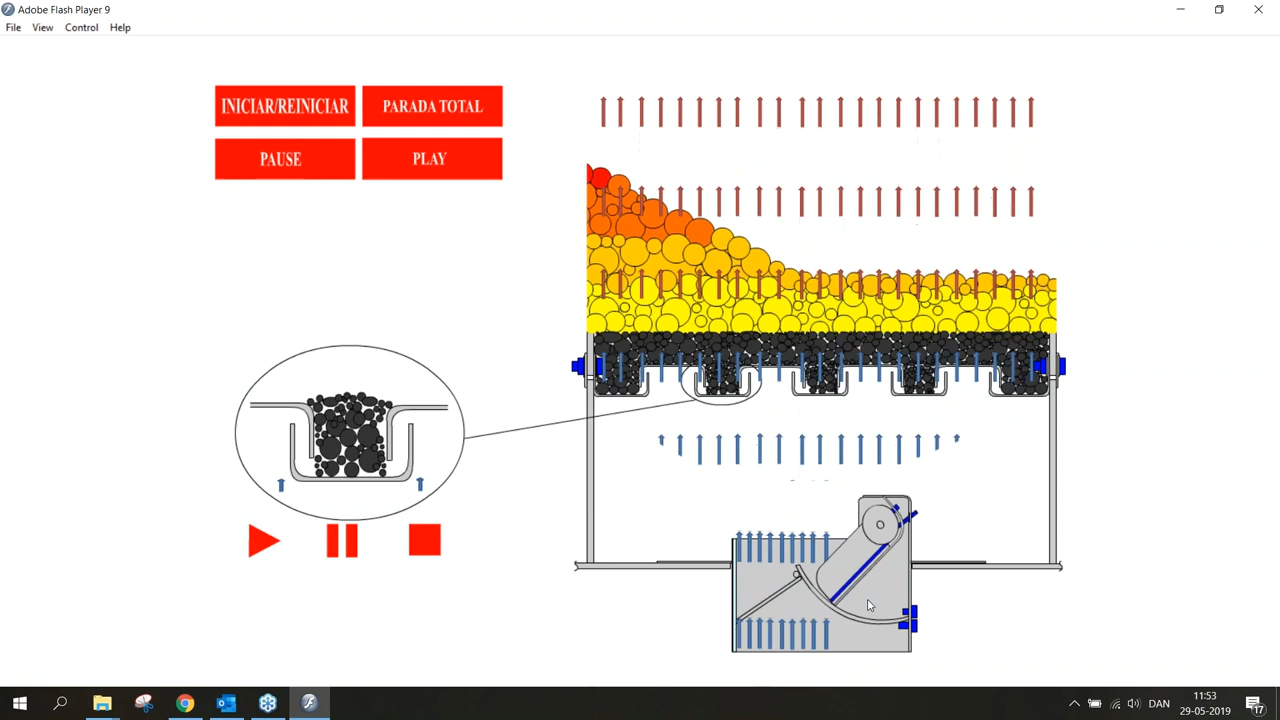 Adobe Flash Player 9
File View Control Help
INICIAR/REINICIAR PARADA TOTAL
PAUSE PLAY
DAN
11:53
29-05-2019
17